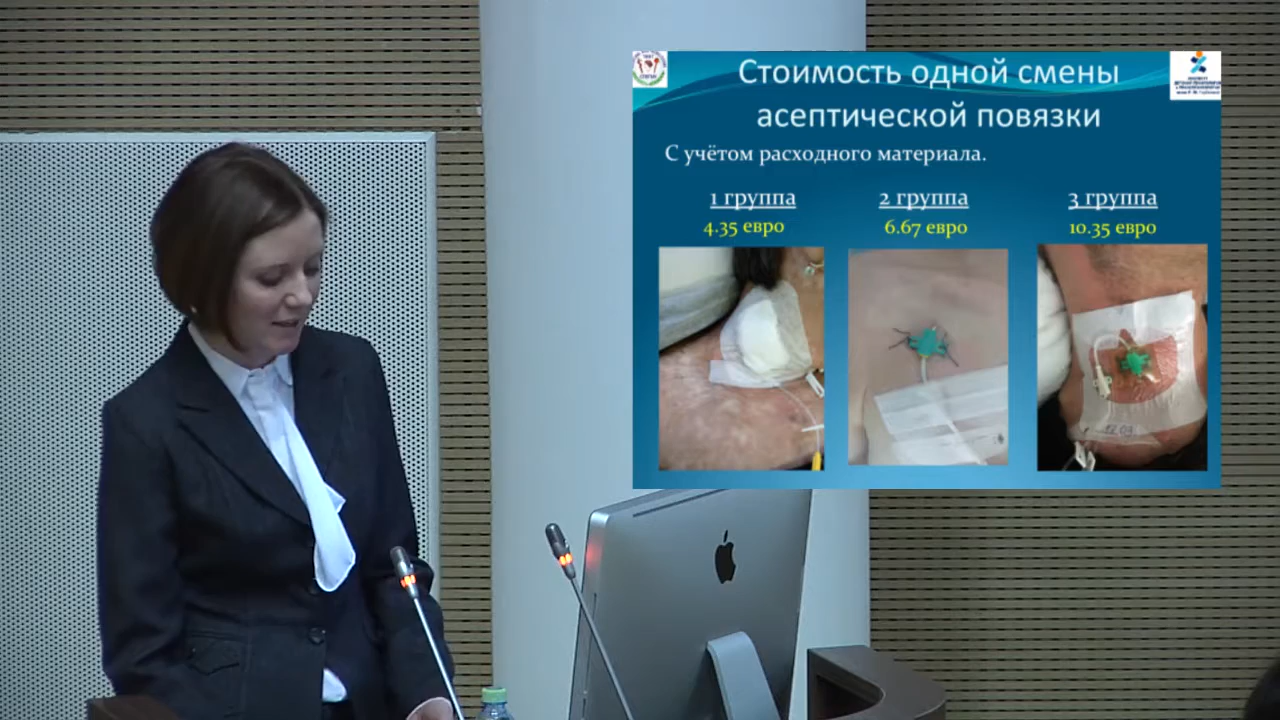 Стоимость одной смены
асептической повязки
С учётом расходного материала.
1 группа
2 группа
3 группа
4.35 евро
6.67 евро
10.35 евро